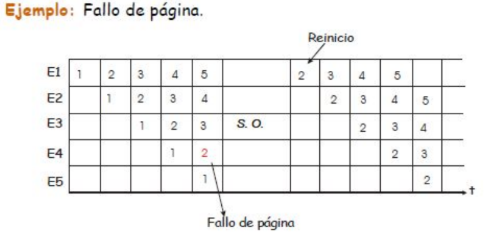 Ejemplo: Fallo de página.
Reinicio
E1 1 2 3 4 5 2 3 4 5
E2 1 2 3 4 2 3 4 5
E3 1 2 3 S.O. 2 3 4
E4 1 2 2 3
E5 1 2
t
Fallo de página